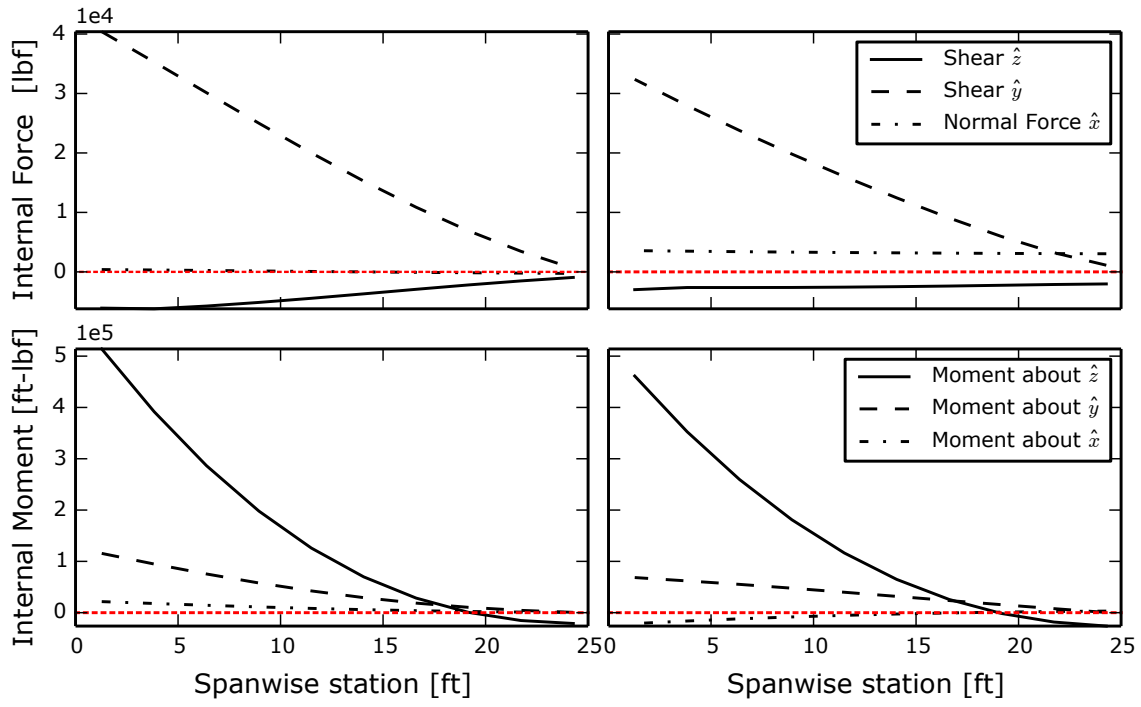 1e4
Internal Force [lbf]
4
3
2
1
0
Shear ẑ
Shear ŷ
Normal Force x̂
1e5
Internal Moment [ft-lbf]
5
4
3
2
1
0
Moment about ẑ
Moment about ŷ
Moment about x̂
0 5 10 15 20 25
0 5 10 15 20 25
Spanwise station [ft]
Spanwise station [ft]